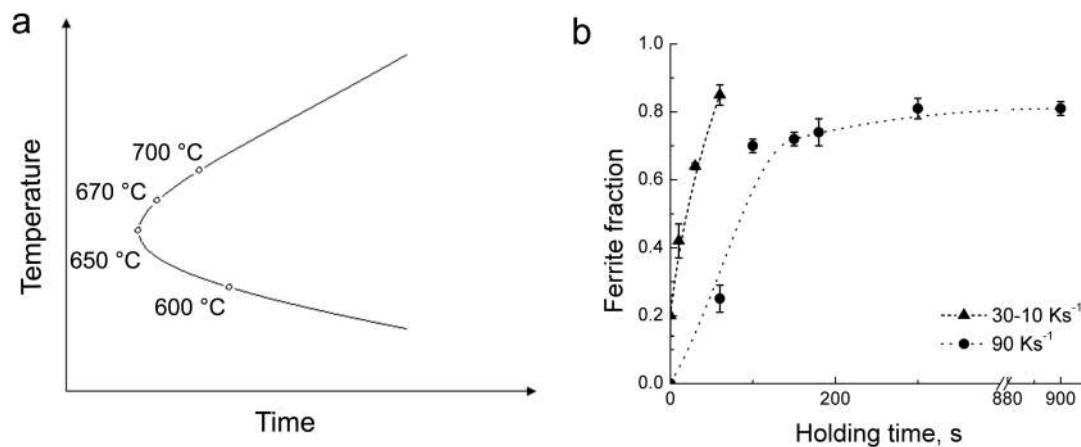 a
Temperature
700 °C
670 °C
650 °C
600 °C
Time
b
Ferrite fraction
1.0
0.8
0.6
0.4
0.2
0.0
30-10 Ks⁻¹
90 Ks⁻¹
0
200
880
900
Holding time, s